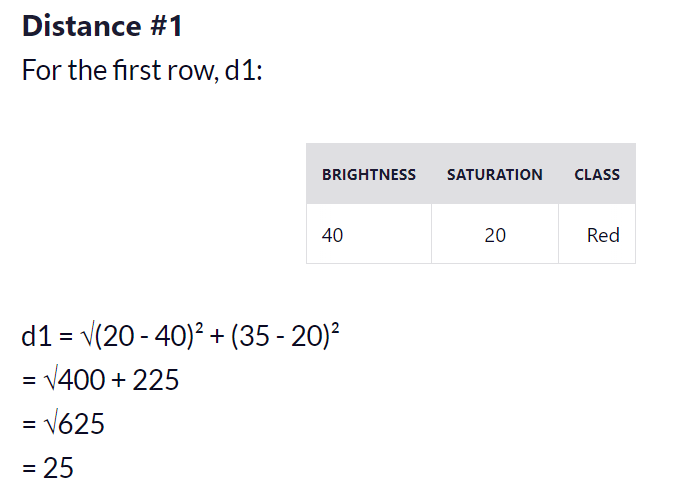 Distance #1
For the first row, d1:
BRIGHTNESS SATURATION CLASS
40 20 Red
d1 = √(20 - 40)² + (35 - 20)²
= √400 + 225
= √625
= 25